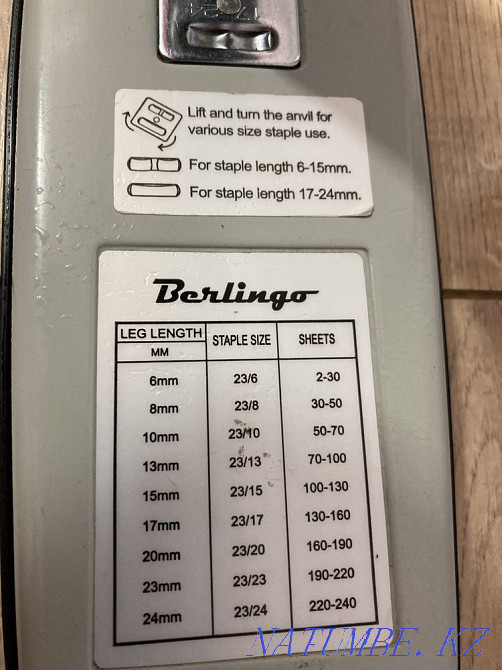 Lift and turn the anvil for
various size staple use.
For staple length 6-15mm.
For staple length 17-24mm.
Berlingo
LEG LENGTH STAPLE SIZE SHEETS
MM
6mm 23/6 2-30
8mm 23/8 30-50
10mm 23/10 50-70
13mm 23/13 70-100
15mm 23/15 100-130
17mm 23/17 130-160
20mm 23/20 160-190
23mm 23/23 190-220
24mm 23/24 220-240
NATUMBE.KZ